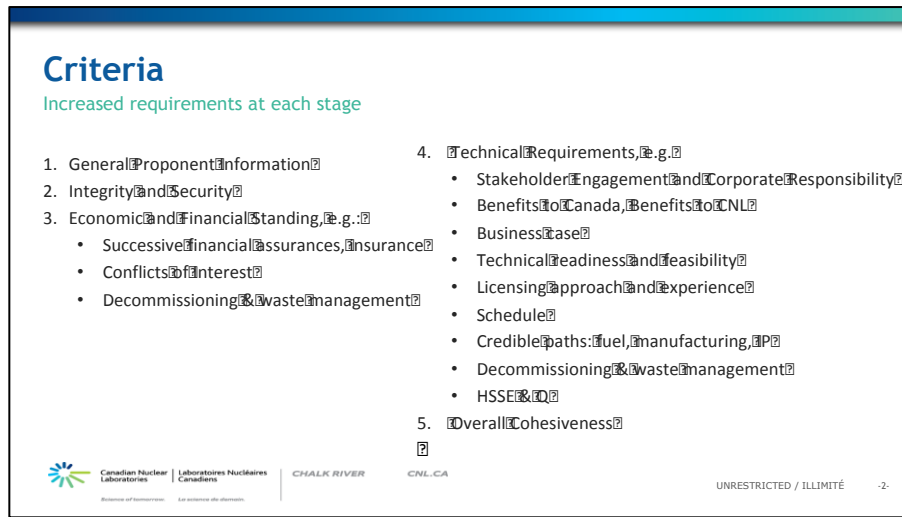 Criteria
Increased requirements at each stage
1. General Proponent Information
2. Integrity and Security
3. Economic and Financial Standing, e.g.:
• Successive financial assurances, Insurance
• Conflicts of Interest
• Decommissioning & waste management
4. Technical Requirements, e.g.
• Stakeholder Engagement and Corporate Responsibility
• Benefits to Canada, Benefits to CNL
• Business case
• Technical readiness and feasibility
• Licensing approach and experience
• Schedule
• Credible paths: fuel, manufacturing, IP
• Decommissioning & waste management
• HSSE & Q
5. Overall Cohesiveness
Canadian Nuclear Laboratories | Laboratoires Nucléaires Canadiens
Science of tomorrow. La science de demain.
CHALK RIVER
CNL.CA
UNRESTRICTED / ILLIMITÉ
-2-